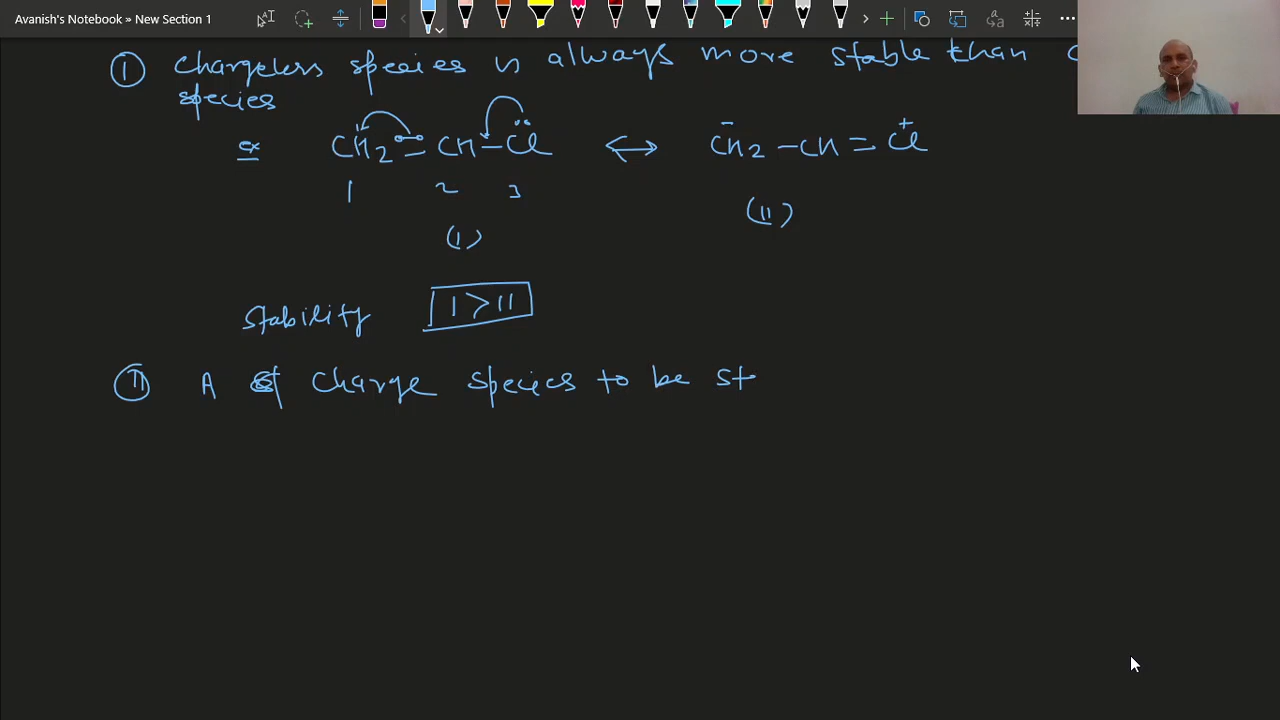 Avanish's Notebook » New Section 1
① chargeless species is always more stable than
species
ex CH2 = CH – Cl ↔ C̄H2 – CH = Cl⁺
1 2 3
(I) (II)
Stability I > II
Ⅱ A charge species to be st